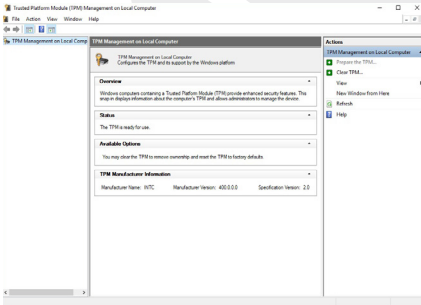 Trusted Platform Module (TPM) Management on Local Computer
File Action View Window Help
TPM Management on Local Comp
TPM Management on Local Computer
TPM Management on Local Computer
Configures the TPM and its support by the Windows platform
Overview
Windows computers containing a Trusted Platform Module (TPM) provide enhanced security features. This
snap-in displays information about the computer's TPM and allows administrators to manage the device.
Status
The TPM is ready for use.
Available Options
You may clear the TPM to remove ownership and reset the TPM to factory defaults.
TPM Manufacturer Information
Manufacturer Name: INTC Manufacturer Version: 400.0.0.0 Specification Version: 2.0
Actions
TPM Management on Local Computer
Prepare the TPM...
Clear TPM...
View
New Window from Here
Refresh
Help